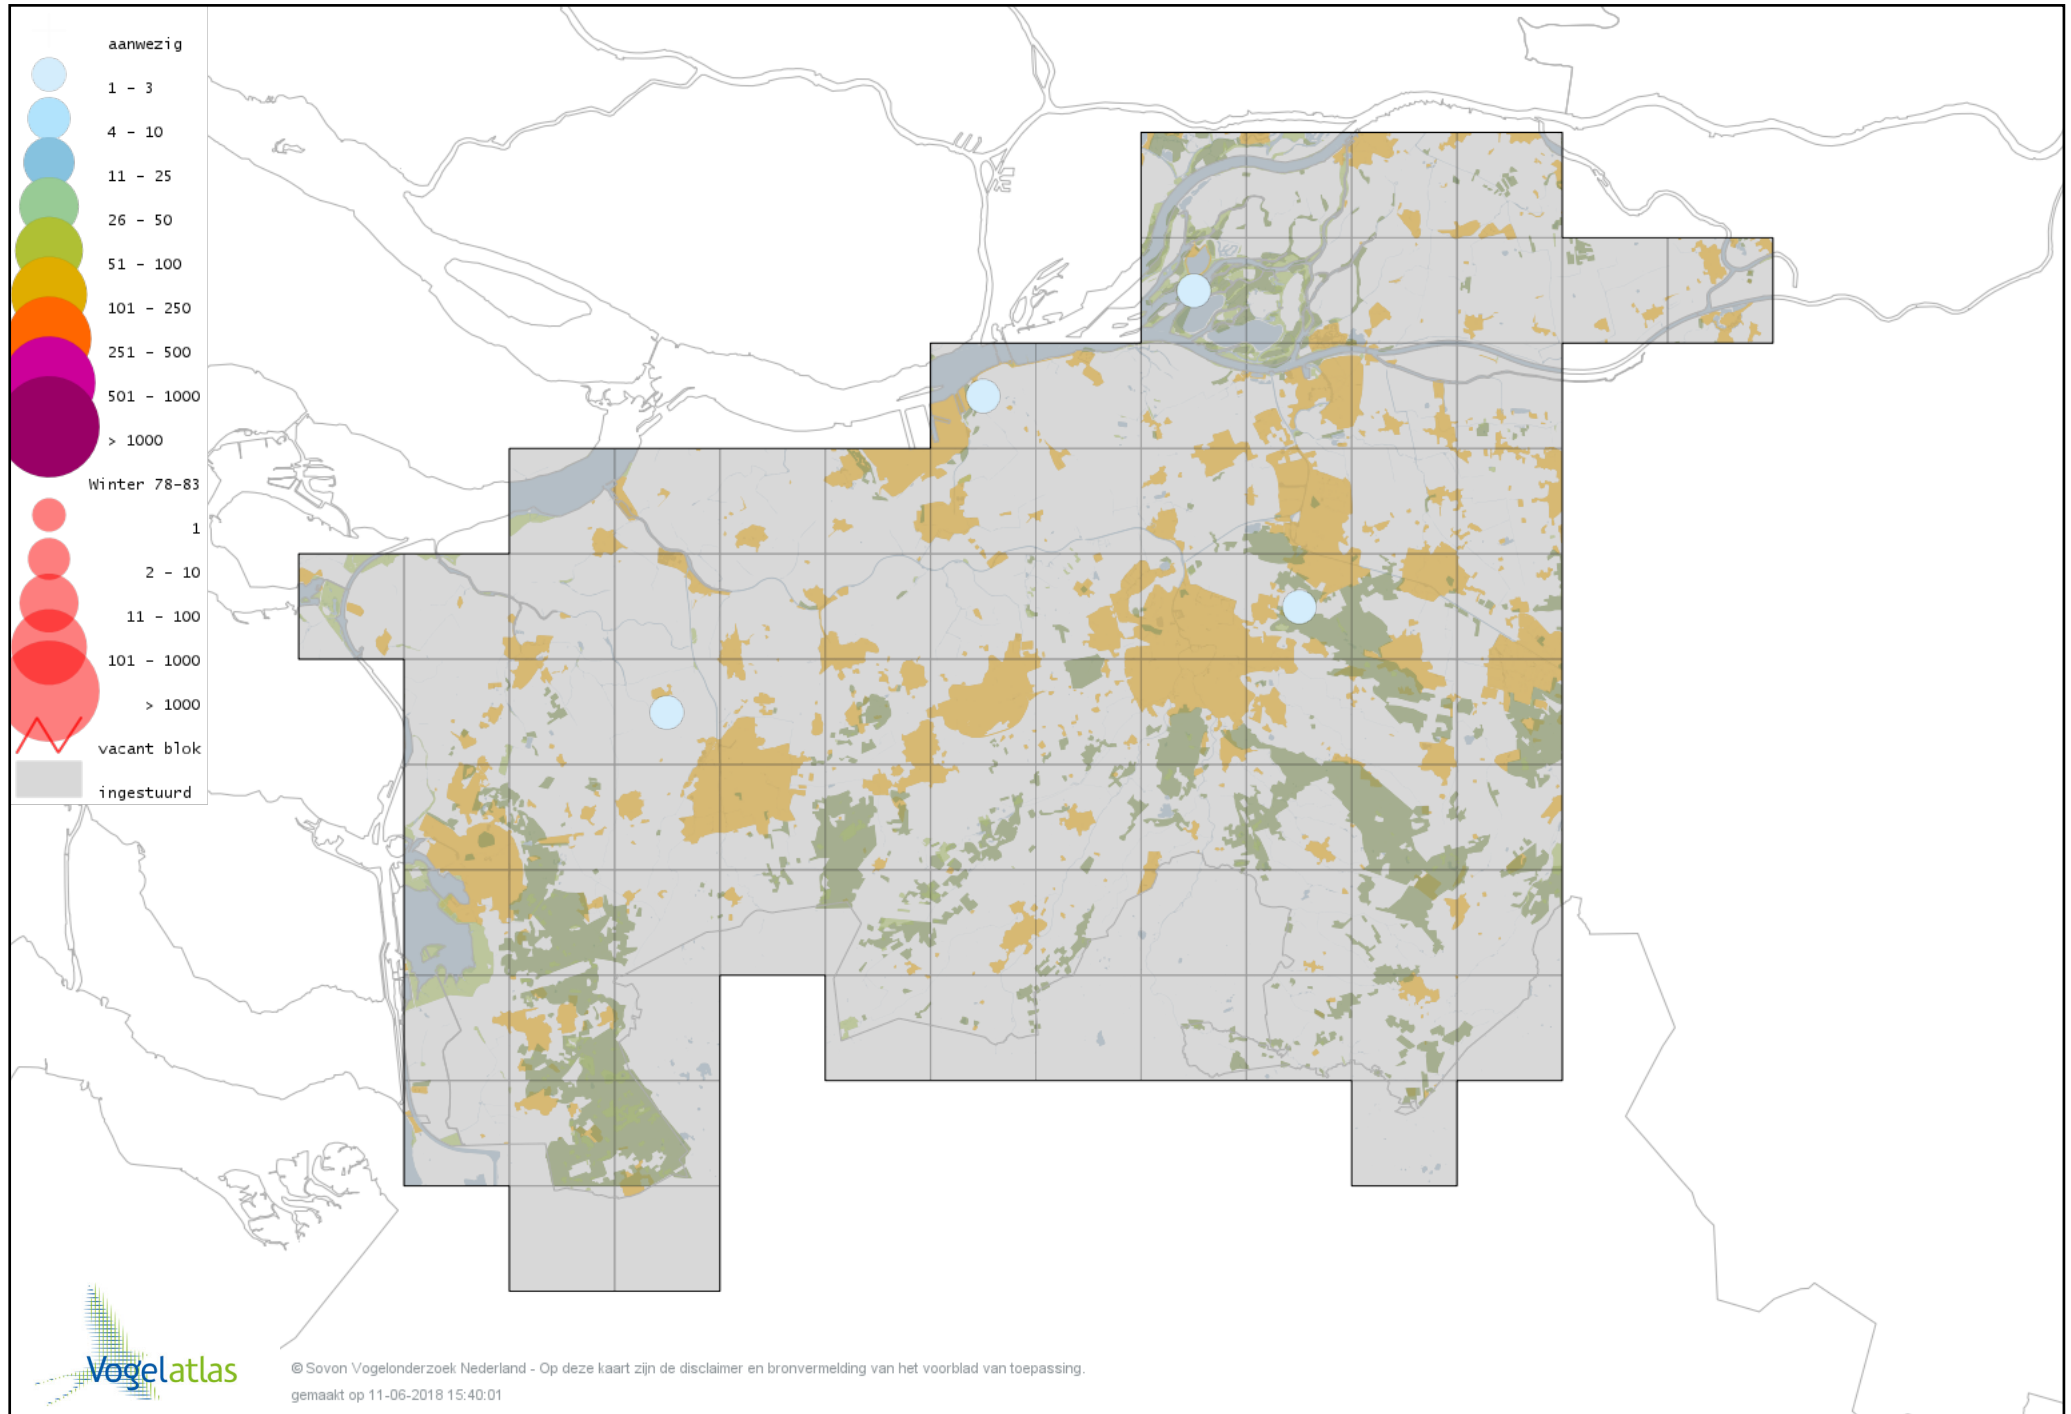 aanwezig
1 – 3
4 – 10
11 – 25
26 – 50
51 – 100
101 – 250
251 – 500
501 – 1000
> 1000
Winter 78-83
1
2 – 10
11 – 100
101 – 1000
> 1000
vacant blok
ingestuurd
Vogelatlas
© Sovon Vogelonderzoek Nederland - Op deze kaart zijn de disclaimer en bronvermelding van het voorblad van toepassing.
gemaakt op 11-06-2018 15:40:01